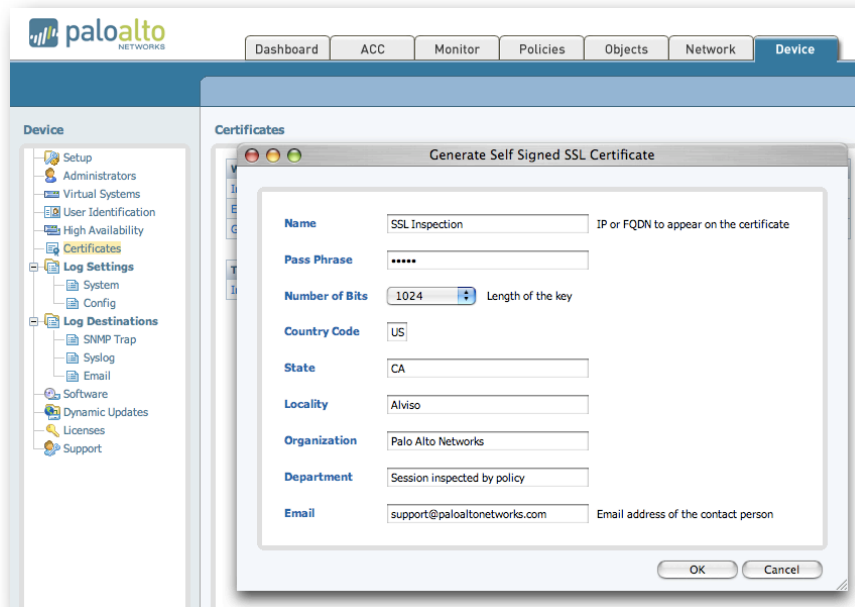 paloalto
NETWORKS
Dashboard ACC Monitor Policies Objects Network Device
Device
Setup
Administrators
Virtual Systems
User Identification
High Availability
Certificates
Log Settings
System
Config
Log Destinations
SNMP Trap
Syslog
Email
Software
Dynamic Updates
Licenses
Support
Certificates
Generate Self Signed SSL Certificate
Name SSL Inspection IP or FQDN to appear on the certificate
Pass Phrase •••••
Number of Bits 1024 Length of the key
Country Code US
State CA
Locality Alviso
Organization Palo Alto Networks
Department Session inspected by policy
Email support@paloaltonetworks.com Email address of the contact person
OK Cancel